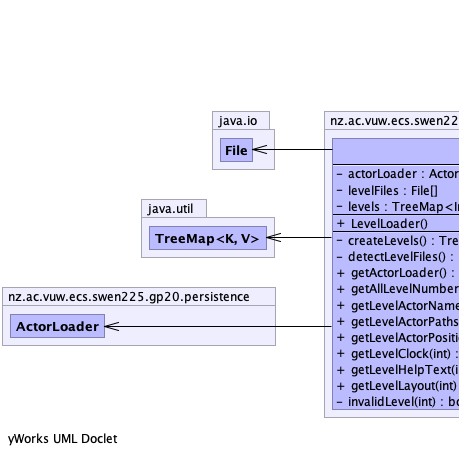 java.io
nz.ac.vuw.ecs.swen22
File
- actorLoader : Actor
- levelFiles : File[]
- levels : TreeMap<In
java.util
+ LevelLoader()
TreeMap<K, V>
- createLevels() : Tre
- detectLevelFiles() :
+ getActorLoader() :
+ getAllLevelNumber
nz.ac.vuw.ecs.swen225.gp20.persistence
+ getLevelActorName
+ getLevelActorPaths
ActorLoader
+ getLevelActorPositio
+ getLevelClock(int) :
+ getLevelHelpText(i
+ getLevelLayout(int)
- invalidLevel(int) : bo
yWorks UML Doclet